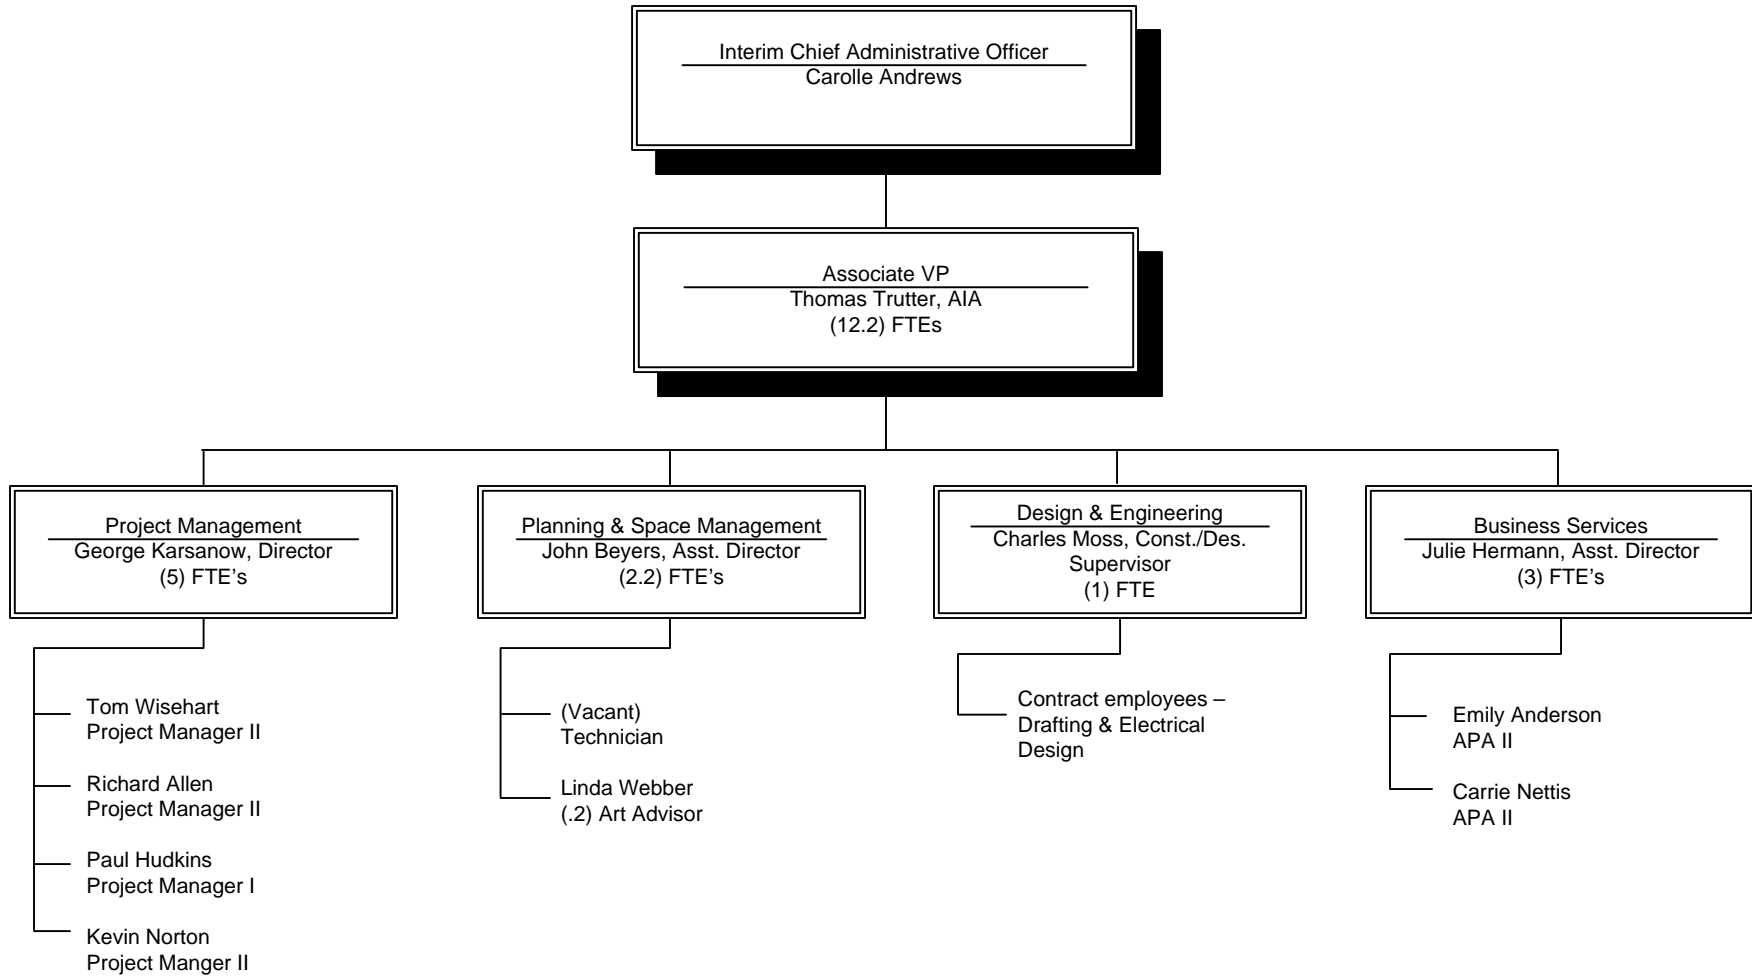 Interim Chief Administrative Officer
Carolle Andrews
Associate VP
Thomas Trutter, AIA
(12.2) FTEs
Project Management
George Karsanow, Director
(5) FTE’s
Planning & Space Management
John Beyers, Asst. Director
(2.2) FTE’s
Design & Engineering
Charles Moss, Const./Des.
Supervisor
(1) FTE
Business Services
Julie Hermann, Asst. Director
(3) FTE’s
Tom Wisehart
Project Manager II
Richard Allen
Project Manager II
Paul Hudkins
Project Manager I
Kevin Norton
Project Manger II
(Vacant)
Technician
Linda Webber
(.2) Art Advisor
Contract employees –
Drafting & Electrical
Design
Emily Anderson
APA II
Carrie Nettis
APA II